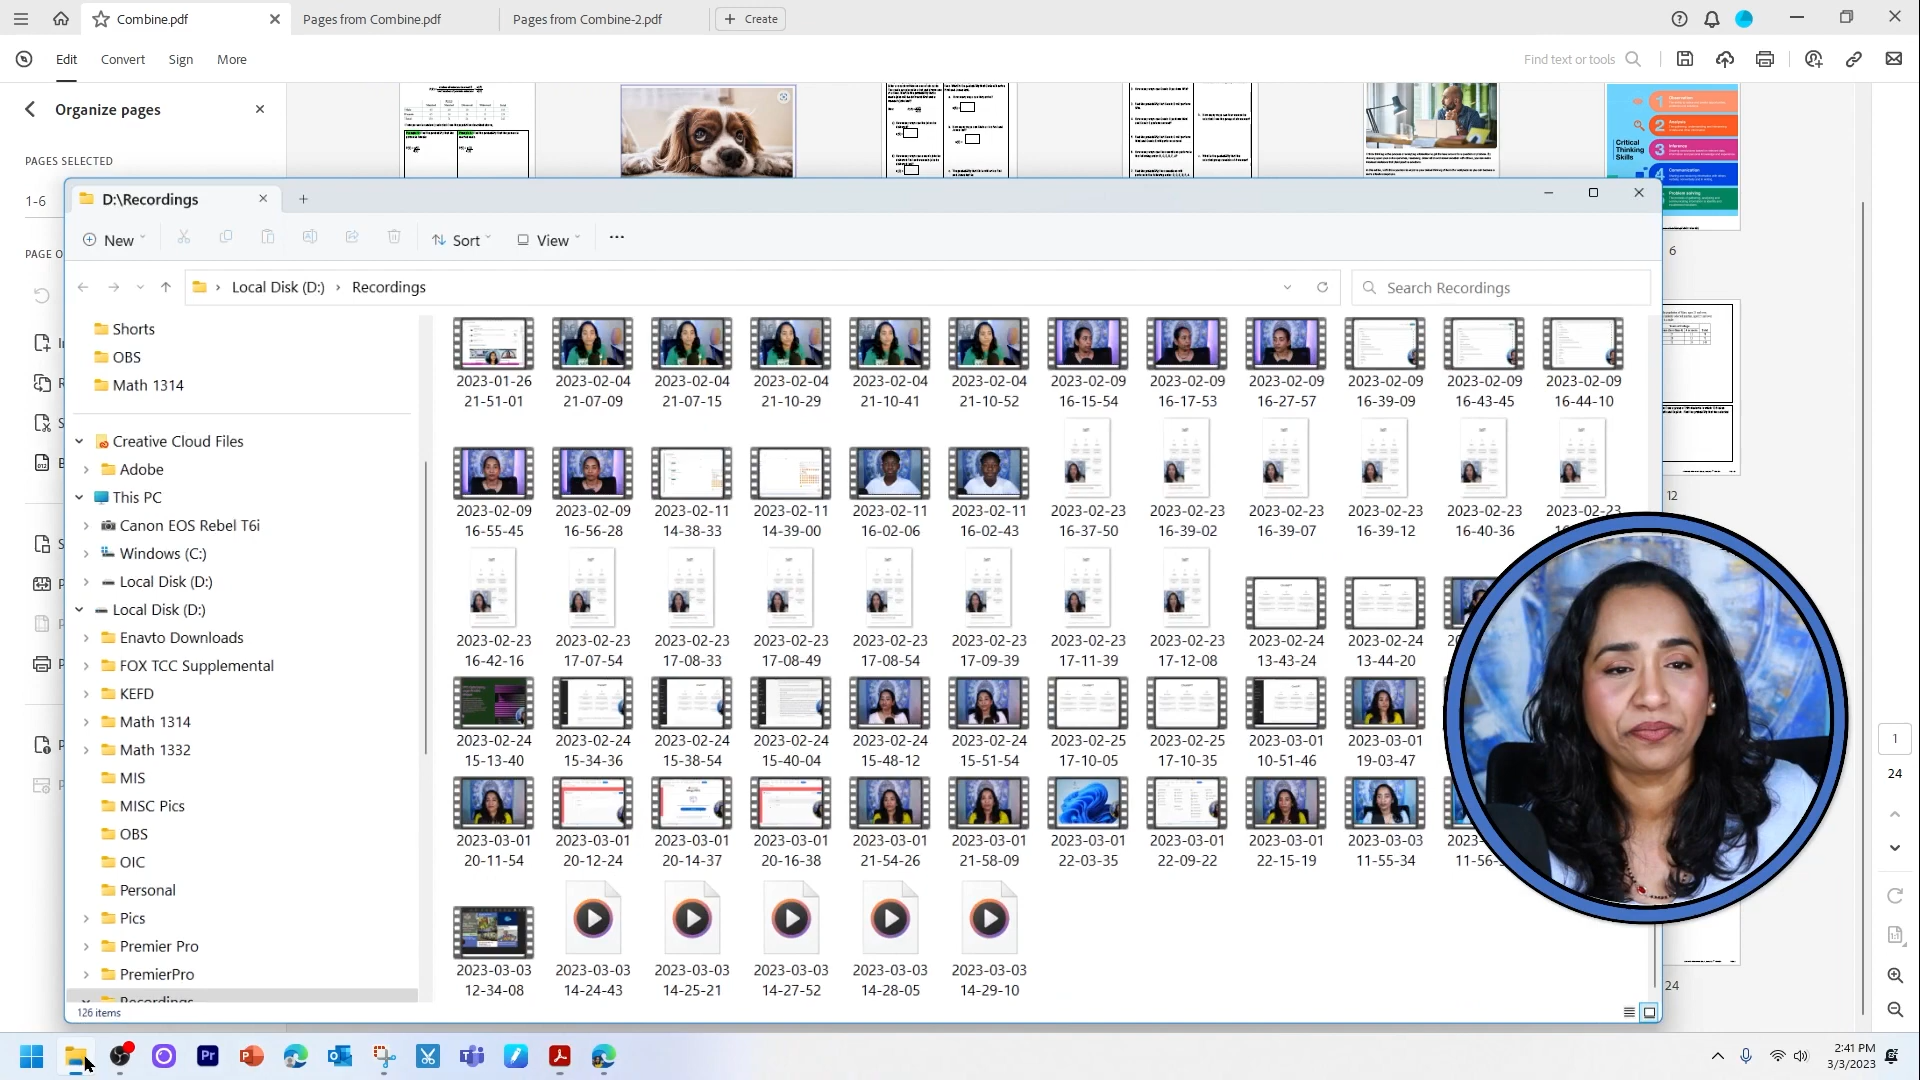 Combine.pdf
Pages from Combine.pdf
Pages from Combine-2.pdf
Create
Edit
Convert
Sign
More
Find text or tools
Organize pages
PAGES SELECTED
1-6
PAGE O
D:\Recordings
New
Sort
View
Local Disk (D:)
Recordings
Search Recordings
Shorts
OBS
Math 1314
Creative Cloud Files
Adobe
This PC
Canon EOS Rebel T6i
Windows (C:)
Local Disk (D:)
Local Disk (D:)
Enavto Downloads
FOX TCC Supplemental
KEFD
Math 1314
Math 1332
MIS
MISC Pics
OBS
OIC
Personal
Pics
Premier Pro
PremierPro
Recordings
126 items
2023-01-26 2023-02-04 2023-02-04 2023-02-04 2023-02-04 2023-02-04 2023-02-09 2023-02-09 2023-02-09 2023-02-09 2023-02-09 2023-02-09
21-51-01 21-07-09 21-07-15 21-10-29 21-10-41 21-10-52 16-15-54 16-17-53 16-27-57 16-39-09 16-43-45 16-44-10
2023-02-09 2023-02-09 2023-02-11 2023-02-11 2023-02-11 2023-02-11 2023-02-23 2023-02-23 2023-02-23 2023-02-23 2023-02-23 2023-02-23
16-55-45 16-56-28 14-38-33 14-39-00 16-02-06 16-02-43 16-37-50 16-39-02 16-39-07 16-39-12 16-40-36
2023-02-23 2023-02-23 2023-02-23 2023-02-23 2023-02-23 2023-02-23 2023-02-23 2023-02-23 2023-02-24 2023-02-24
16-42-16 17-07-54 17-08-33 17-08-49 17-08-54 17-09-39 17-11-39 17-12-08 13-43-24 13-44-20
2023-02-24 2023-02-24 2023-02-24 2023-02-24 2023-02-24 2023-02-24 2023-02-25 2023-02-25 2023-03-01 2023-03-01
15-13-40 15-34-36 15-38-54 15-40-04 15-48-12 15-51-54 17-10-05 17-10-35 10-51-46 19-03-47
2023-03-01 2023-03-01 2023-03-01 2023-03-01 2023-03-01 2023-03-01 2023-03-01 2023-03-01 2023-03-01 2023-03-03
20-11-54 20-12-24 20-14-37 20-16-38 21-54-26 21-58-09 22-03-35 22-09-22 22-15-19 11-55-34 11-56-
2023-03-03 2023-03-03 2023-03-03 2023-03-03 2023-03-03 2023-03-03
12-34-08 14-24-43 14-25-21 14-27-52 14-28-05 14-29-10
Critical
Thinking
Skills
1
2
3
4
Analysis
Inference
Communication
Problem solving
6
12
24
1
24
2:41 PM
3/3/2023